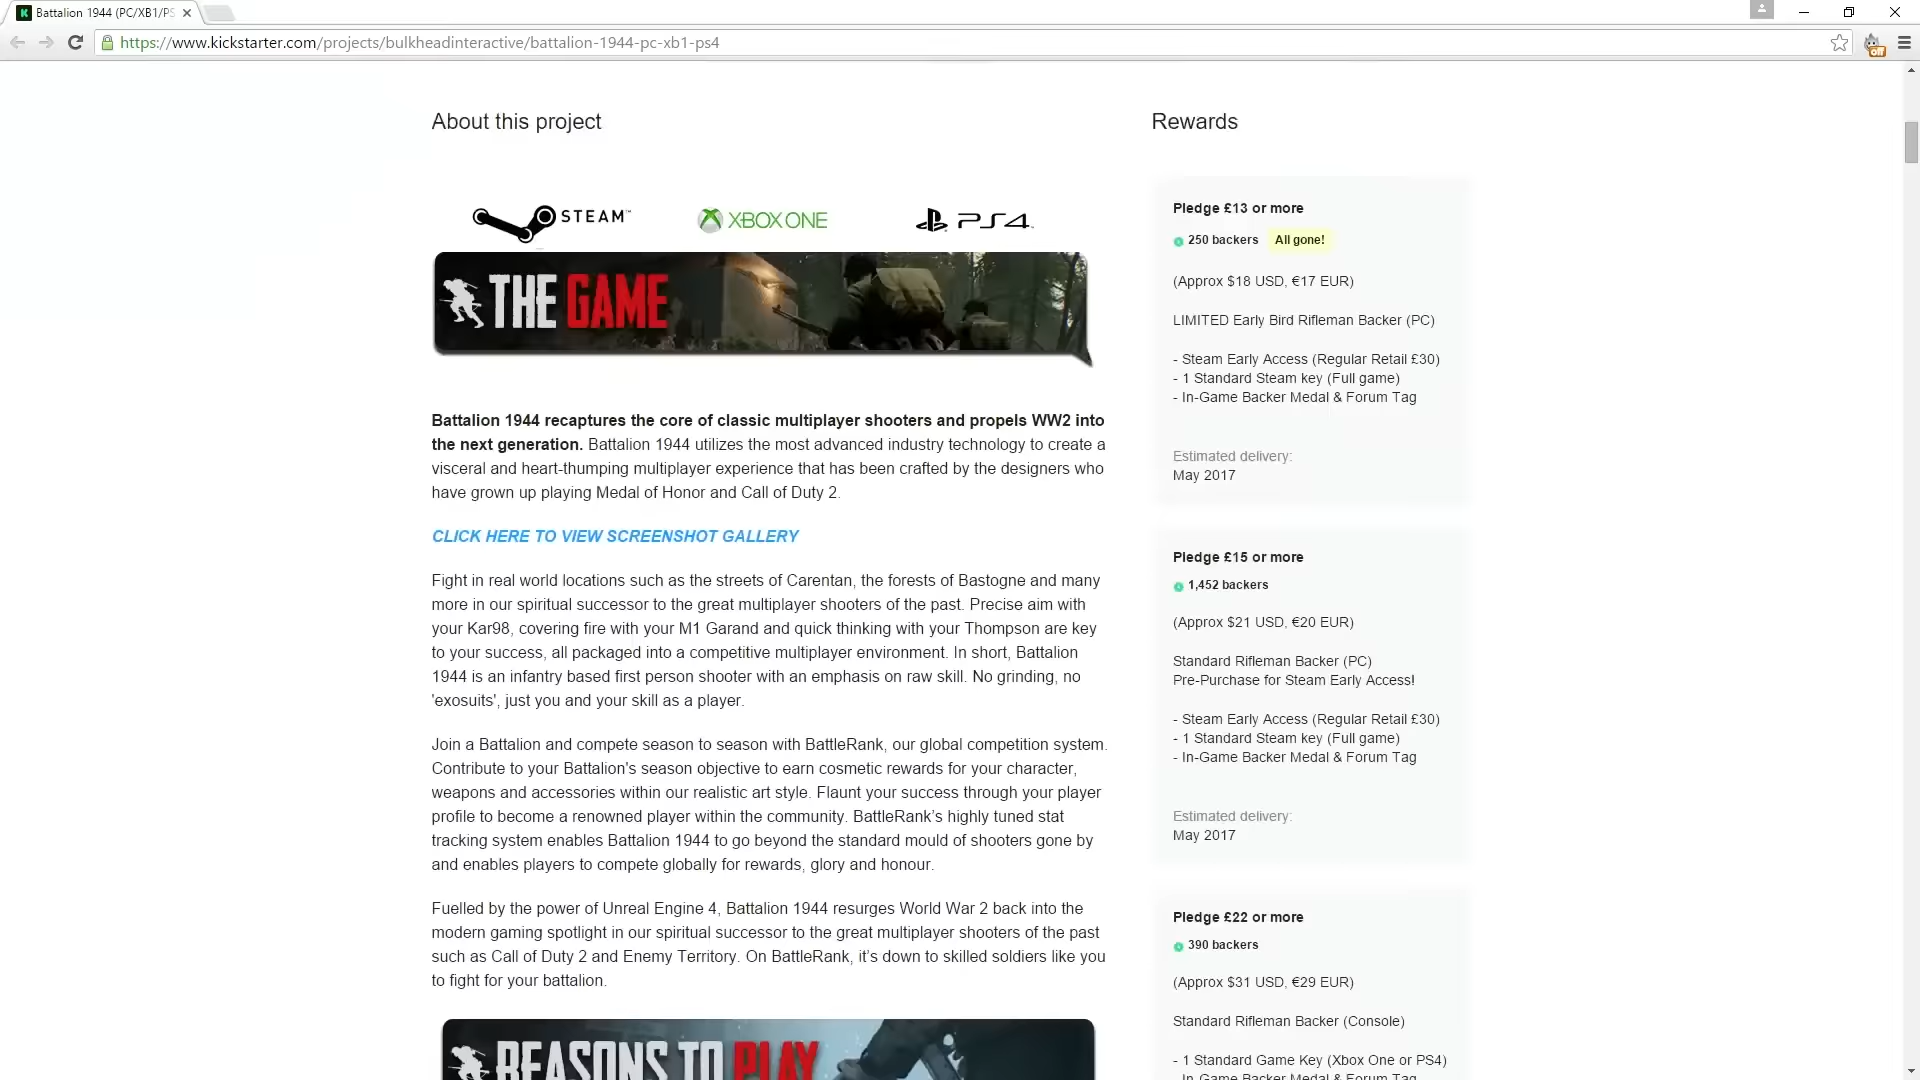 Battalion 1944 (PC/XB1/PS
https://www.kickstarter.com/projects/bulkheadinteractive/battalion-1944-pc-xb1-ps4
Off
About this project
STEAM™
XBOX ONE
PS4
THE GAME
Battalion 1944 recaptures the core of classic multiplayer shooters and propels WW2 into
the next generation. Battalion 1944 utilizes the most advanced industry technology to create a
visceral and heart-thumping multiplayer experience that has been crafted by the designers who
have grown up playing Medal of Honor and Call of Duty 2.
CLICK HERE TO VIEW SCREENSHOT GALLERY
Fight in real world locations such as the streets of Carentan, the forests of Bastogne and many
more in our spiritual successor to the great multiplayer shooters of the past. Precise aim with
your Kar98, covering fire with your M1 Garand and quick thinking with your Thompson are key
to your success, all packaged into a competitive multiplayer environment. In short, Battalion
1944 is an infantry based first person shooter with an emphasis on raw skill. No grinding, no
'exosuits', just you and your skill as a player.
Join a Battalion and compete season to season with BattleRank, our global competition system.
Contribute to your Battalion's season objective to earn cosmetic rewards for your character,
weapons and accessories within our realistic art style. Flaunt your success through your player
profile to become a renowned player within the community. BattleRank’s highly tuned stat
tracking system enables Battalion 1944 to go beyond the standard mould of shooters gone by
and enables players to compete globally for rewards, glory and honour.
Fuelled by the power of Unreal Engine 4, Battalion 1944 resurges World War 2 back into the
modern gaming spotlight in our spiritual successor to the great multiplayer shooters of the past
such as Call of Duty 2 and Enemy Territory. On BattleRank, it’s down to skilled soldiers like you
to fight for your battalion.
REASONS TO PLAY
Rewards
Pledge £13 or more
250 backers All gone!
(Approx $18 USD, €17 EUR)
LIMITED Early Bird Rifleman Backer (PC)
- Steam Early Access (Regular Retail £30)
- 1 Standard Steam key (Full game)
- In-Game Backer Medal & Forum Tag
Estimated delivery:
May 2017
Pledge £15 or more
1,452 backers
(Approx $21 USD, €20 EUR)
Standard Rifleman Backer (PC)
Pre-Purchase for Steam Early Access!
- Steam Early Access (Regular Retail £30)
- 1 Standard Steam key (Full game)
- In-Game Backer Medal & Forum Tag
Estimated delivery:
May 2017
Pledge £22 or more
390 backers
(Approx $31 USD, €29 EUR)
Standard Rifleman Backer (Console)
- 1 Standard Game Key (Xbox One or PS4)
- In-Game Backer Medal & Forum Tag